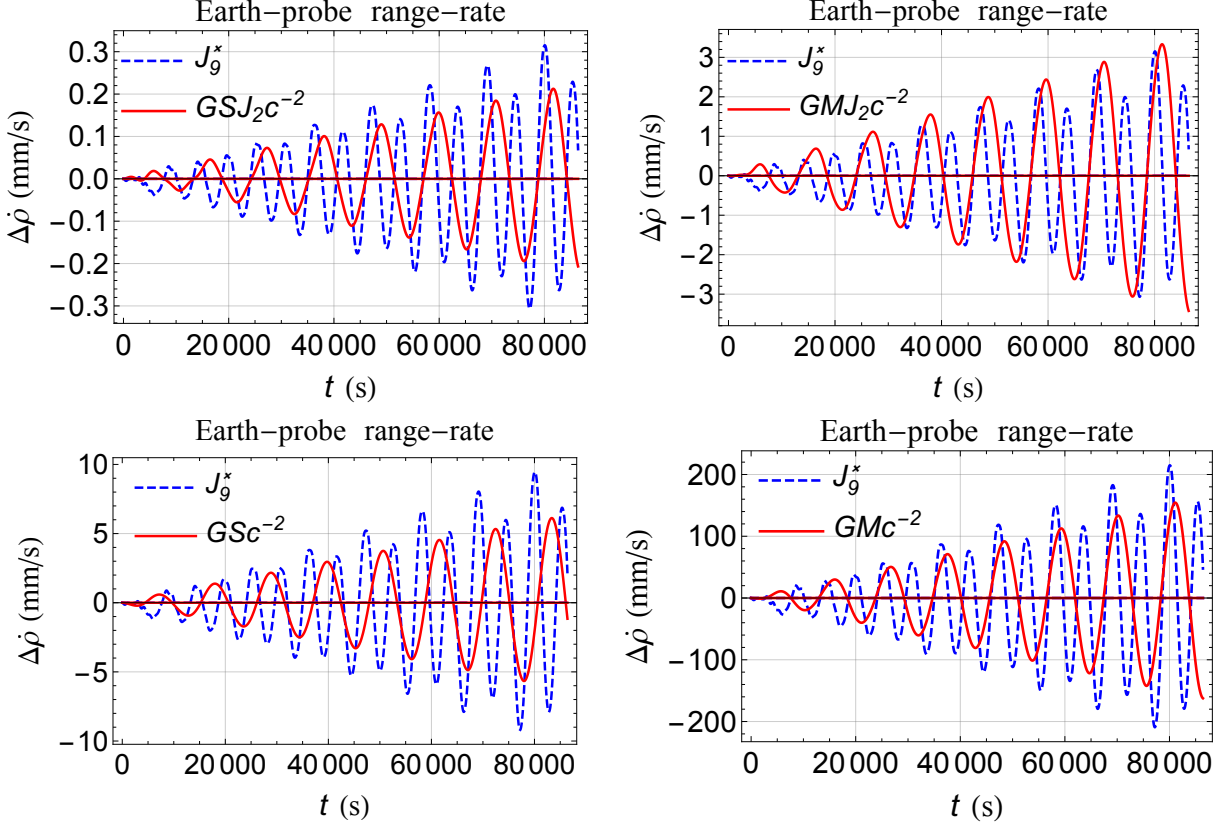 Earth−probe range−rate
Δρ̇ (mm/s)
0.3
0.2
0.1
0.0
−0.1
−0.2
−0.3
J₉*
GSJ₂c⁻²
0 20 000 40 000 60 000 80 000
t (s)
Earth−probe range−rate
Δρ̇ (mm/s)
3
2
1
0
−1
−2
−3
J₉*
GMJ₂c⁻²
0 20 000 40 000 60 000 80 000
t (s)
Earth−probe range−rate
Δρ̇ (mm/s)
10
5
0
−5
−10
J₉*
GSc⁻²
0 20 000 40 000 60 000 80 000
t (s)
Earth−probe range−rate
Δρ̇ (mm/s)
200
100
0
−100
−200
J₉*
GMc⁻²
0 20 000 40 000 60 000 80 000
t (s)